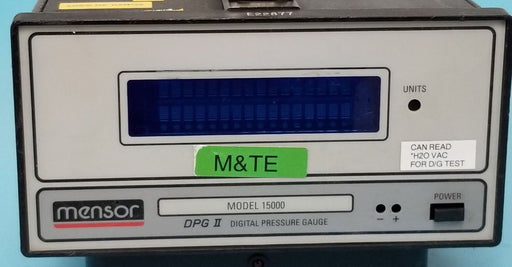 E22877
UNITS
CAN READ
"H2O VAC
FOR D/G TEST
M&TE
mensor
MODEL 15000
DPG II DIGITAL PRESSURE GAUGE
- +
POWER